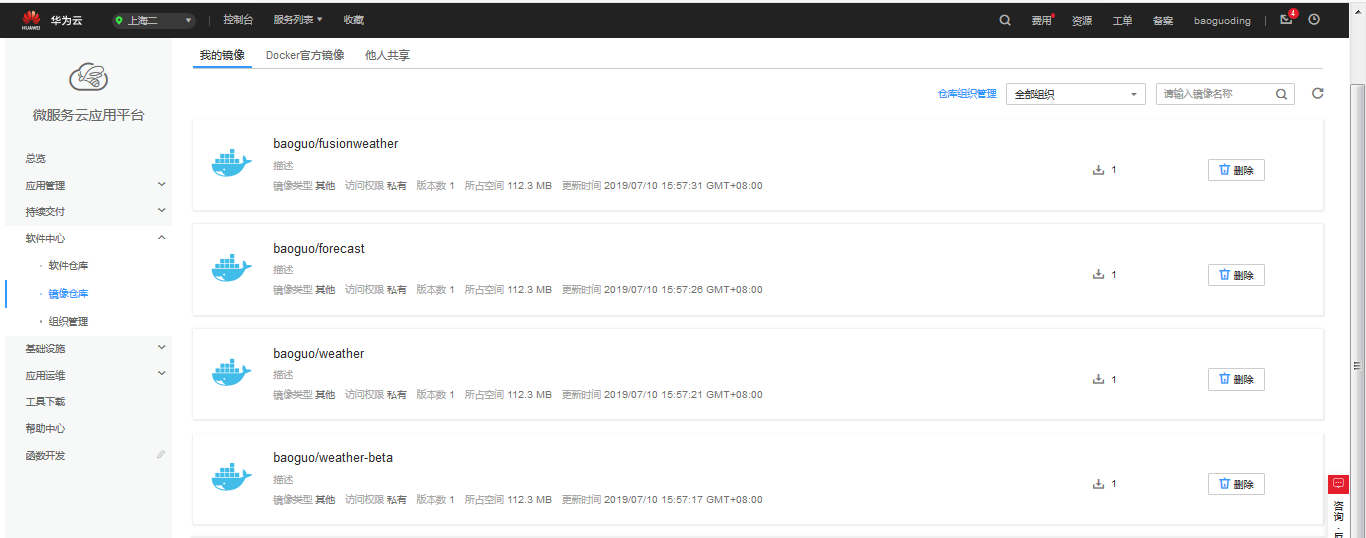 HUAWEI 华为云 上海二 控制台 服务列表 收藏 费用 资源 工单 备案 baoguoding 4
微服务云应用平台
总览
应用管理
持续交付
软件中心
软件仓库
镜像仓库
组织管理
基础设施
应用运维
工具下载
帮助中心
函数开发
我的镜像 Docker官方镜像 他人共享
仓库组织管理 全部组织 请输入镜像名称
baoguo/fusionweather
描述
镜像类型 其他 访问权限 私有 版本数 1 所占空间 112.3 MB 更新时间 2019/07/10 15:57:31 GMT+08:00
1 删除
baoguo/forecast
描述
镜像类型 其他 访问权限 私有 版本数 1 所占空间 112.3 MB 更新时间 2019/07/10 15:57:26 GMT+08:00
1 删除
baoguo/weather
描述
镜像类型 其他 访问权限 私有 版本数 1 所占空间 112.3 MB 更新时间 2019/07/10 15:57:21 GMT+08:00
1 删除
baoguo/weather-beta
描述
镜像类型 其他 访问权限 私有 版本数 1 所占空间 112.3 MB 更新时间 2019/07/10 15:57:17 GMT+08:00
1 删除
咨询·